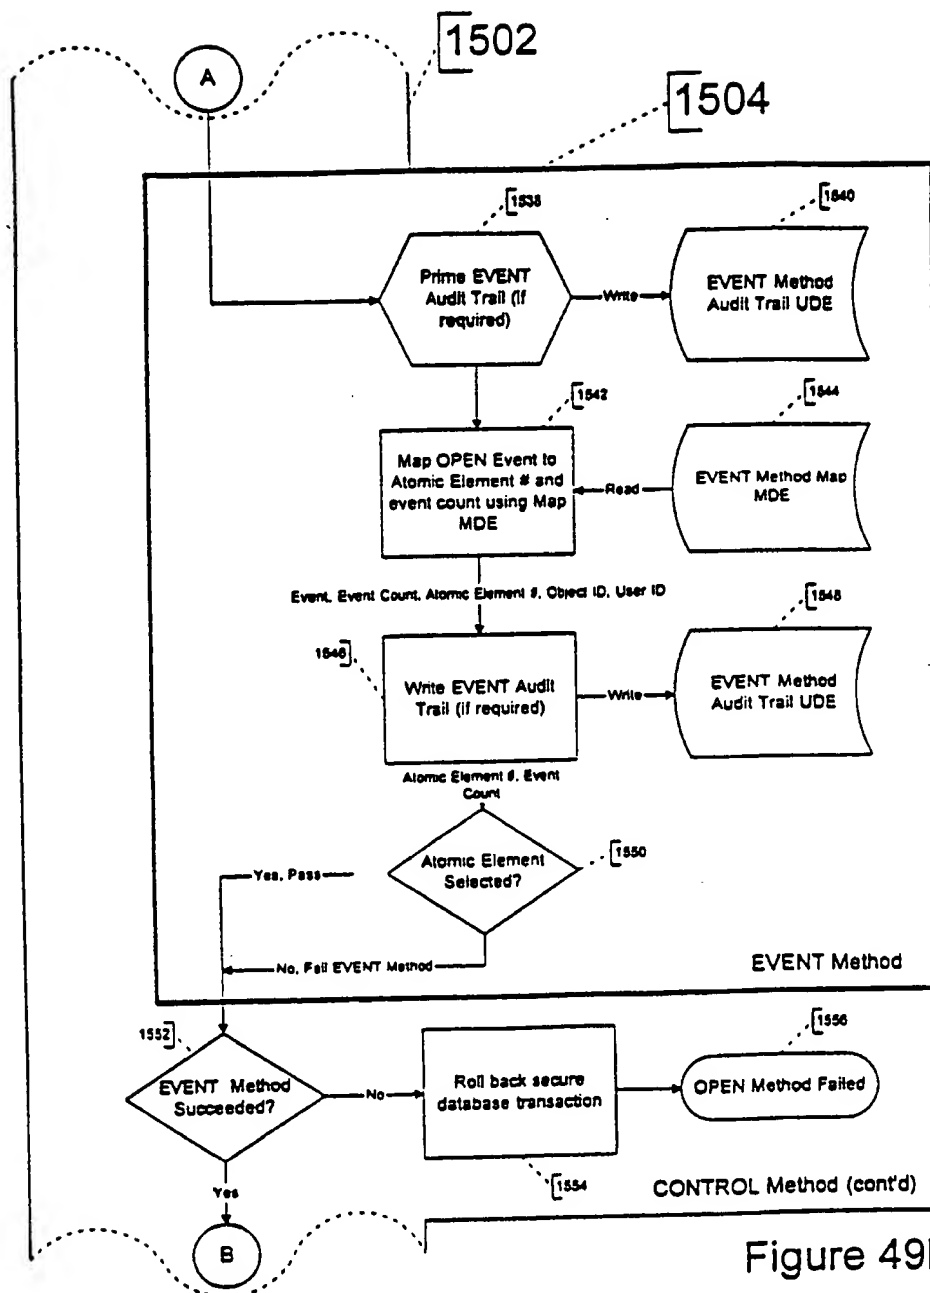 1502
A
1504
1538
1540
Prime EVENT
Audit Trail (if
required)
Write
EVENT Method
Audit Trail UDE
1542
1544
Map OPEN Event to
Atomic Element # and
event count using Map
MDE
Read
EVENT Method Map
MDE
Event, Event Count, Atomic Element #, Object ID, User ID
1546
1548
Write EVENT Audit
Trail (if required)
Write
EVENT Method
Audit Trail UDE
Atomic Element #, Event
Count
1550
Atomic Element
Selected?
Yes, Pass
No, Fail EVENT Method
EVENT Method
1552
1556
EVENT Method
Succeeded?
No
Roll back secure
database transaction
OPEN Method Failed
1554
Yes
CONTROL Method (cont'd)
B
Figure 49